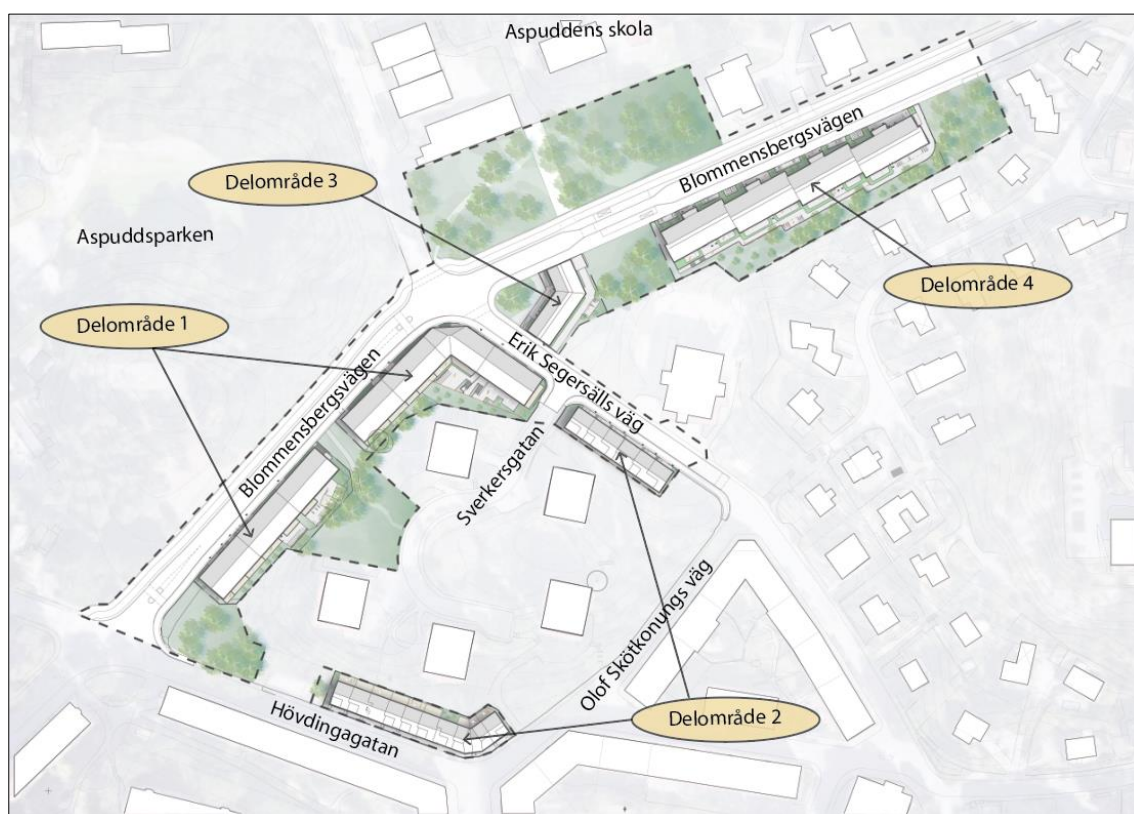 Aspuddens skola
Blommensbergsvägen
Delområde 3
Aspuddsparken
Delområde 4
Delområde 1
Erik Segersälls väg
Blommensbergsvägen
Sverkersgatan
Olof Skötkonungs väg
Delområde 2
Hövdingagatan